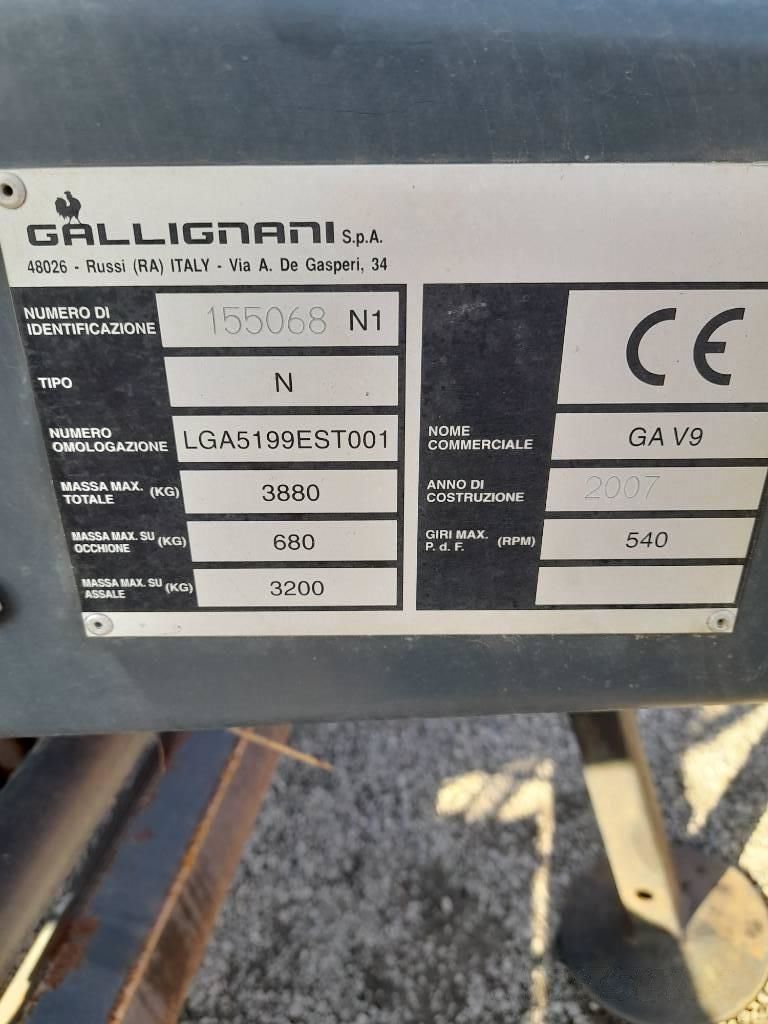 GALLIGNANI S.p.A.
48026 - Russi (RA) ITALY - Via A. De Gasperi, 34
NUMERO DI
IDENTIFICAZIONE
155068 N1
TIPO
N
NUMERO
OMOLOGAZIONE
LGA5199EST001
MASSA MAX.
TOTALE (KG)
3880
MASSA MAX. SU
OCCHIONE (KG)
680
MASSA MAX. SU
ASSALE (KG)
3200
CE
NOME
COMMERCIALE
GA V9
ANNO DI
COSTRUZIONE
2007
GIRI MAX.
P. d. F. (RPM)
540